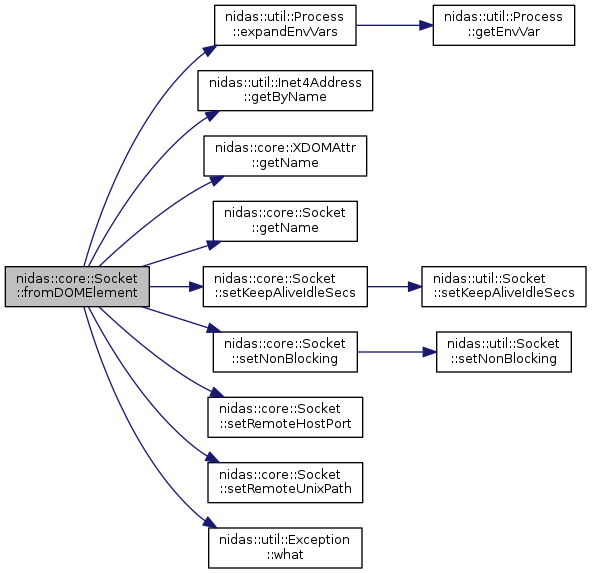 nidas::util::Process
::expandEnvVars
nidas::util::Process
::getEnvVar
nidas::util::Inet4Address
::getByName
nidas::core::XDOMAttr
::getName
nidas::core::Socket
::getName
nidas::core::Socket
::fromDOMElement
nidas::core::Socket
::setKeepAliveIdleSecs
nidas::util::Socket
::setKeepAliveIdleSecs
nidas::core::Socket
::setNonBlocking
nidas::util::Socket
::setNonBlocking
nidas::core::Socket
::setRemoteHostPort
nidas::core::Socket
::setRemoteUnixPath
nidas::util::Exception
::what